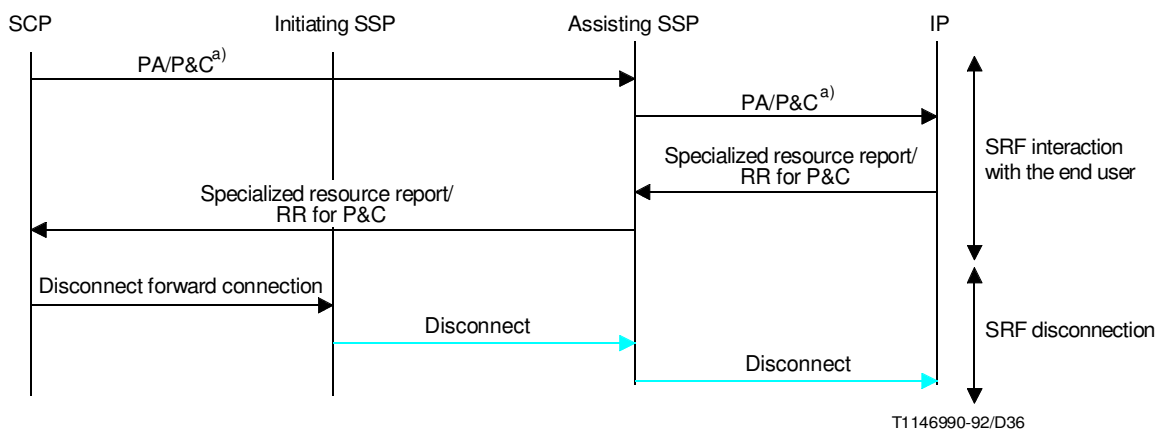 SCP
Initiating SSP
Assisting SSP
IP
PA/P&C a)
PA/P&C a)
SRF interaction
with the end user
Specialized resource report/
RR for P&C
Specialized resource report/
RR for P&C
Disconnect forward connection
Disconnect
SRF disconnection
Disconnect
T1146990-92/D36